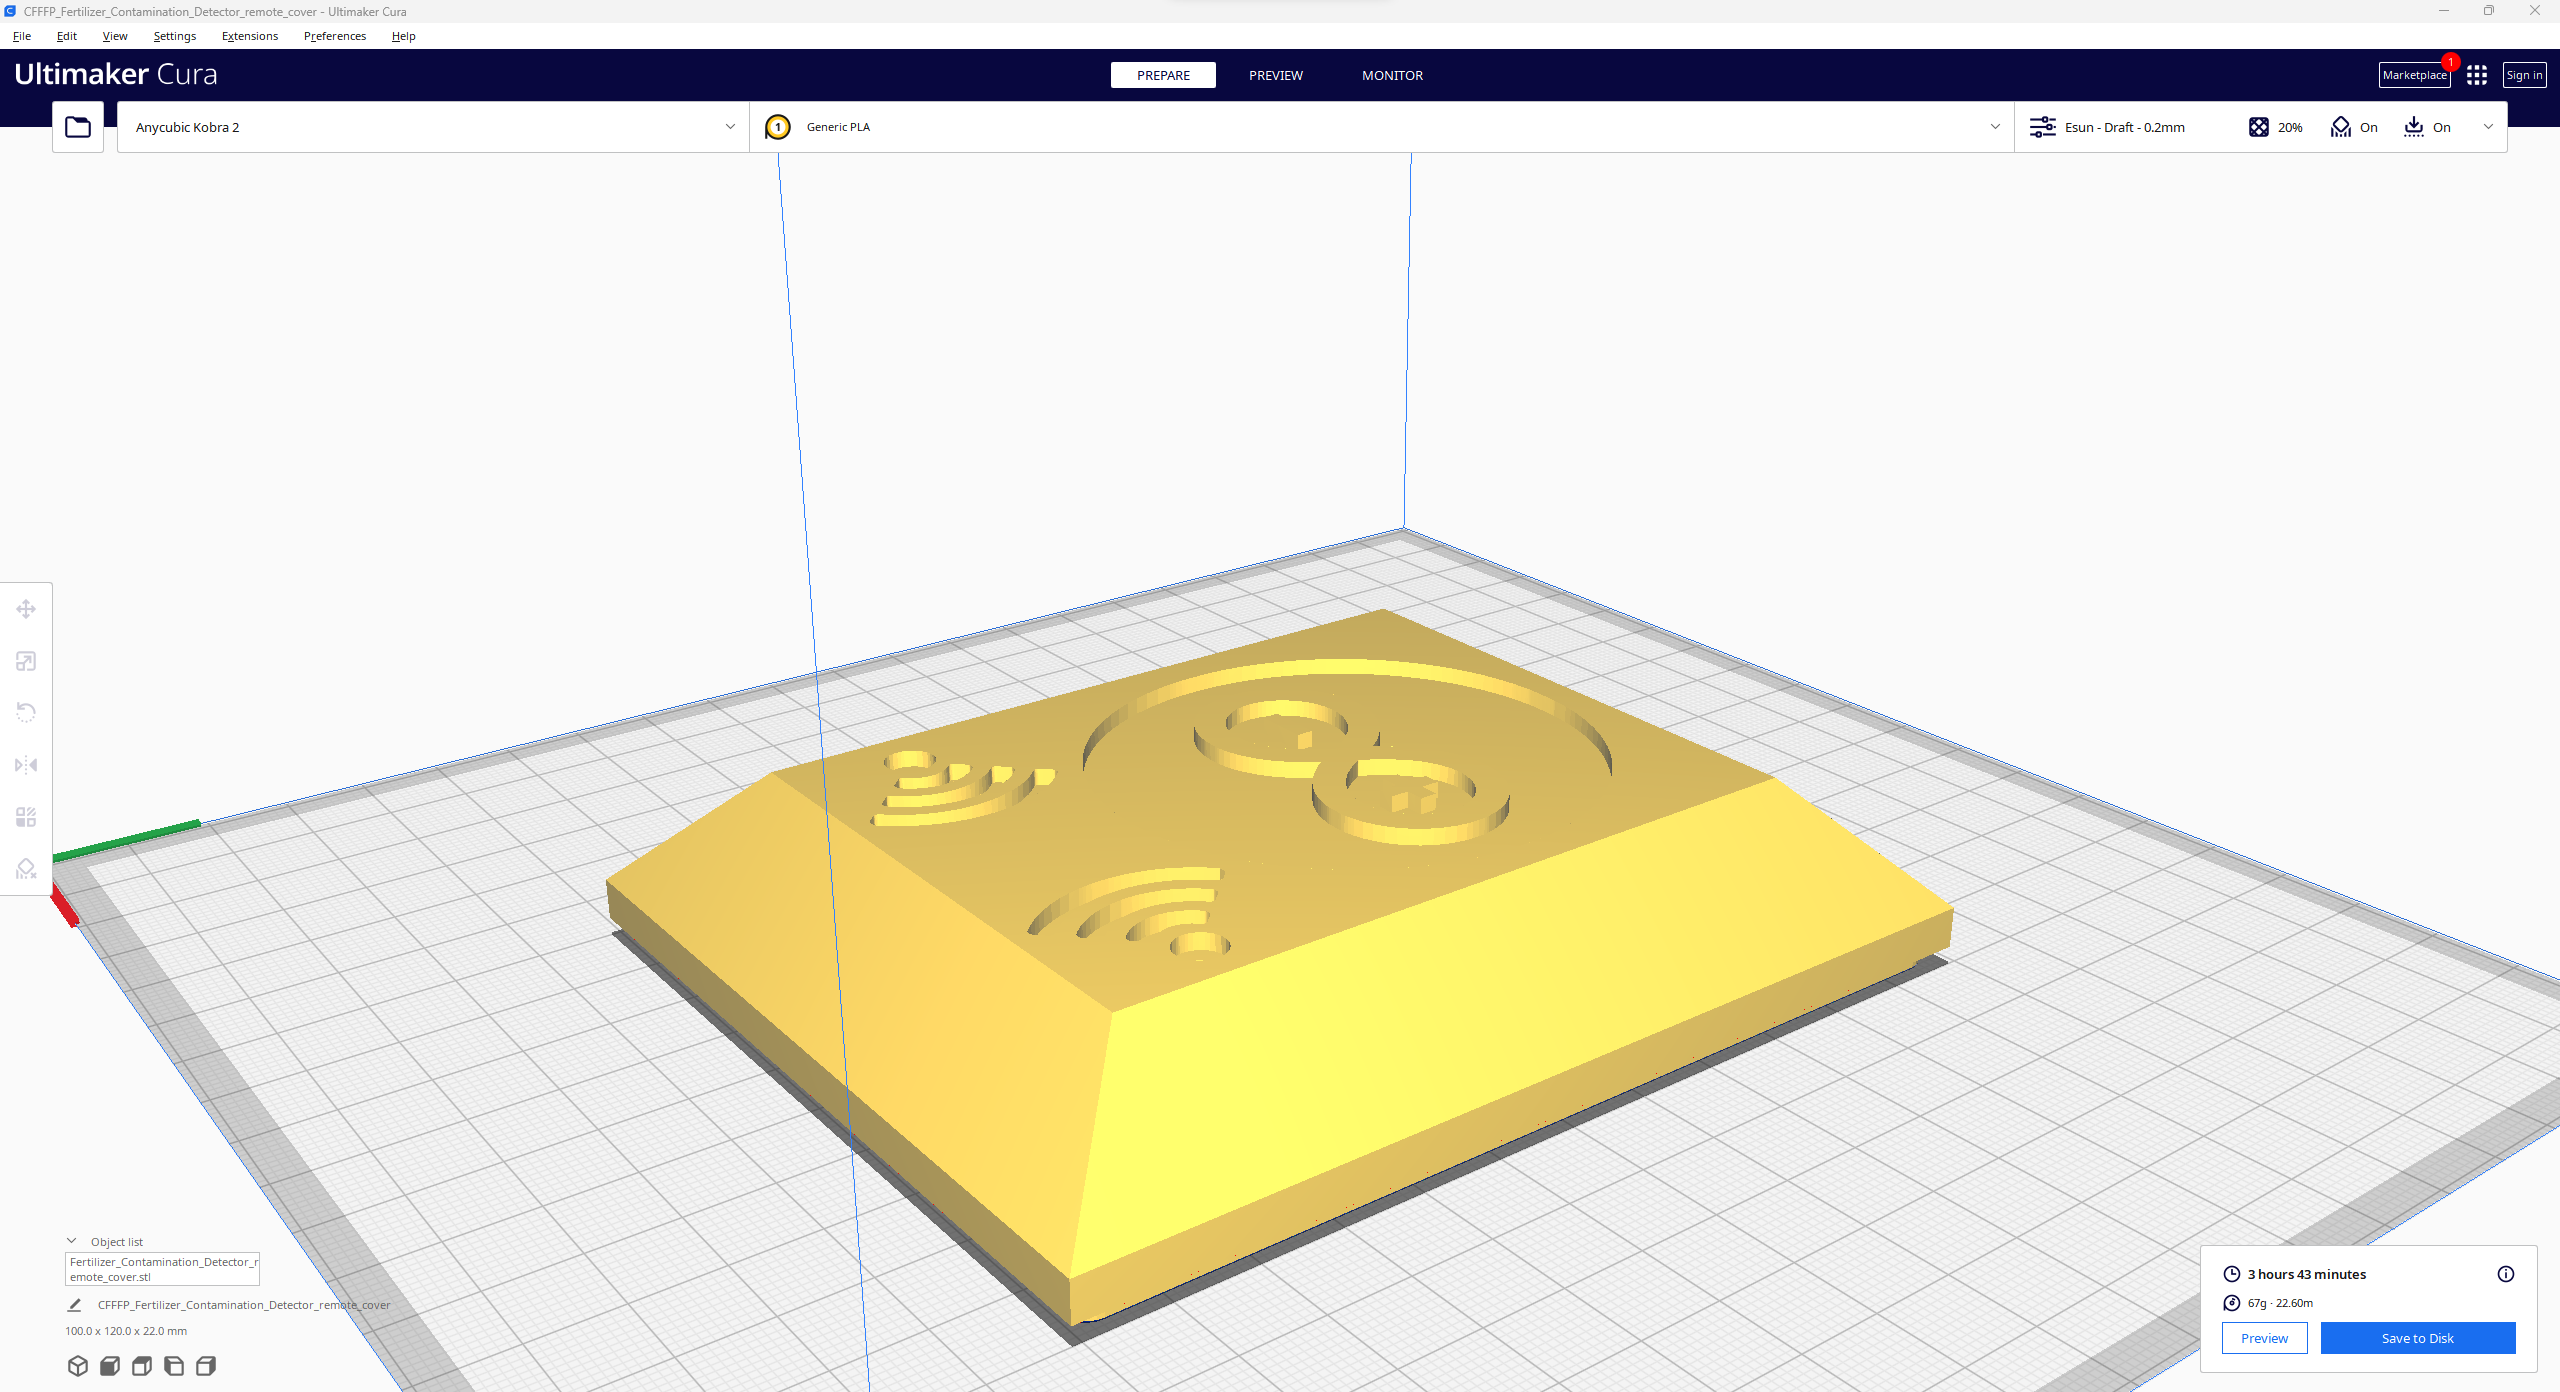 CFFFP_Fertilizer_Contamination_Detector_remote_cover - Ultimaker Cura
File Edit View Settings Extensions Preferences Help
Ultimaker Cura
PREPARE PREVIEW MONITOR
Marketplace 1 Sign in
Anycubic Kobra 2
1 Generic PLA
Esun - Draft - 0.2mm 20% On On
Object list
Fertilizer_Contamination_Detector_r
emote_cover.stl
CFFFP_Fertilizer_Contamination_Detector_remote_cover
100.0 x 120.0 x 22.0 mm
3 hours 43 minutes
67g · 22.60m
Preview Save to Disk